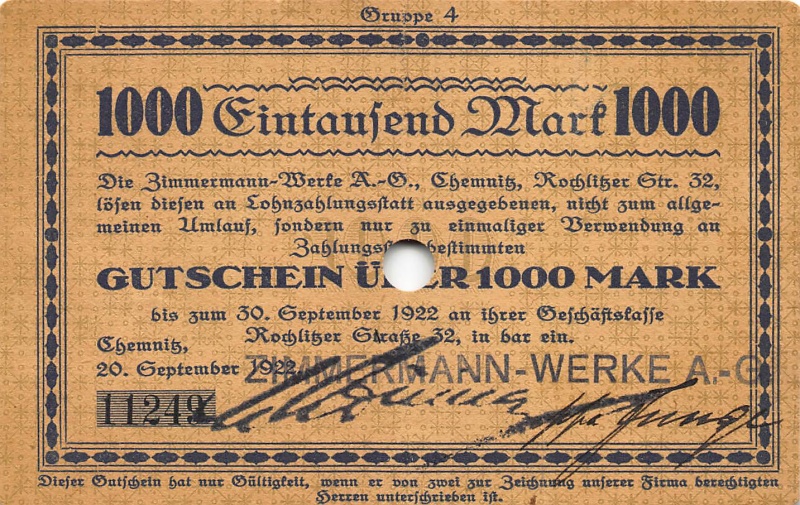 Gruppe 4
1000 Eintausend Mark 1000
Die Zimmermann-Werke A.-G., Chemnitz, Rochlitzer Str. 32,
lösen diesen an Lohnzahlungsstatt ausgegebenen, nicht zum allge-
meinen Umlauf, sondern nur zu einmaliger Verwendung an
bestimmten
GUTSCHEIN 1000 MARK
bis zum 30. September 1922 an ihrer Geschäftskasse
Rochlitzer Straße 32, in bar ein.
Chemnitz,
20. September 1922
ZIMMERMANN-WERKE A.-G.
11249
ppa Junge
Dieser Gutschein hat nur Gültigkeit, wenn er von zwei zur Zeichnung unserer Firma berechtigten
Herren unterschrieben ist.